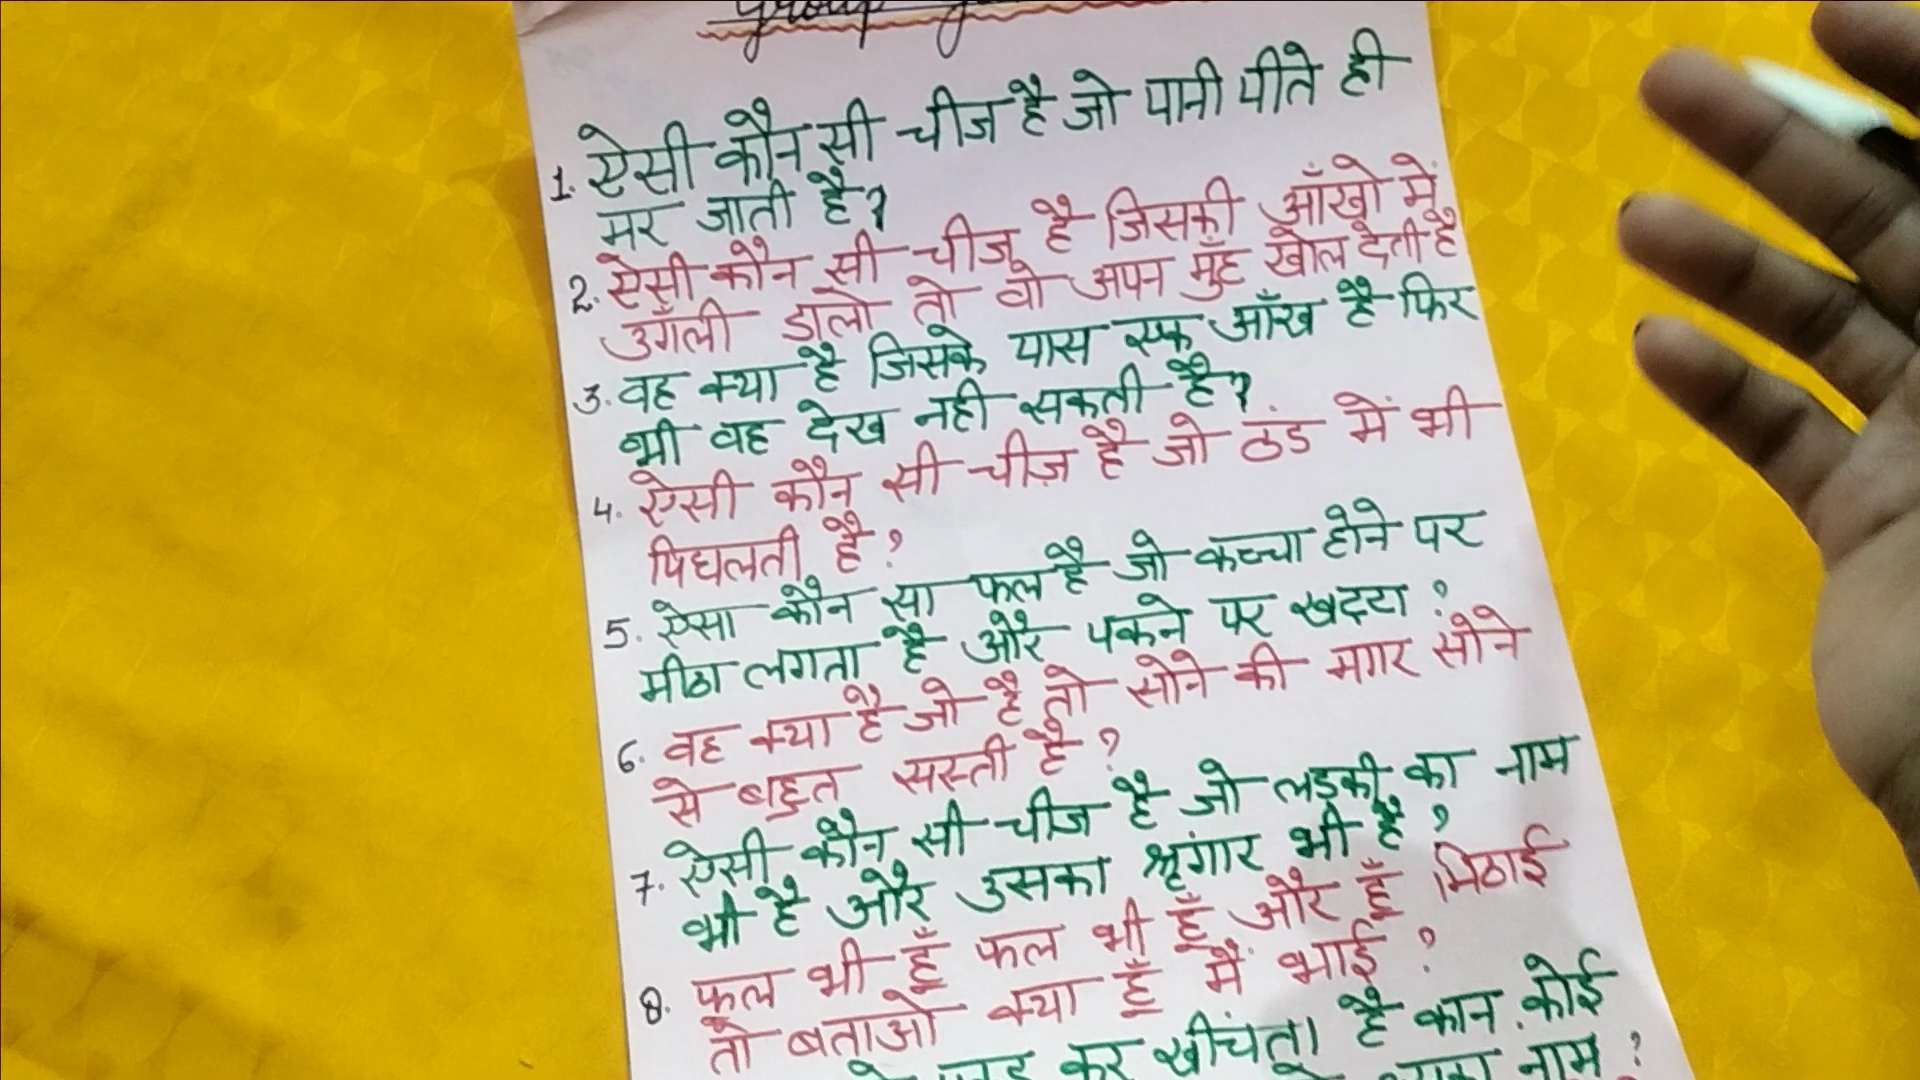 group
1. ऐसी कौन सी चीज है जो पानी पीते ही
मर जाती है?
2. ऐसी कौन सी चीज है जिसकी आँखो में
उँगली डालो तो वो अपन मुँह खोल देती है
3. वह क्या है जिसके पास एक आँख है फिर
भी वह देख नही सकती है?
4. ऐसी कौन सी चीज़ है जो ठंड में भी
पिघलती है?
5. ऐसा कौन सा फल है जो कच्चा होने पर
मीठा लगता है और पकने पर खट्टा?
6. वह क्या है जो है तो सोने की मगर सोने
से बहुत सस्ती है?
7. ऐसी कौन सी चीज है जो लड़की का नाम
भी है और उसका श्रृंगार भी है?
8. फूल भी हूँ फल भी हूँ और हूँ मिठाई
तो बताओ क्या हूँ मैं भाई?
कर खींचता है कान कोई
नाम?